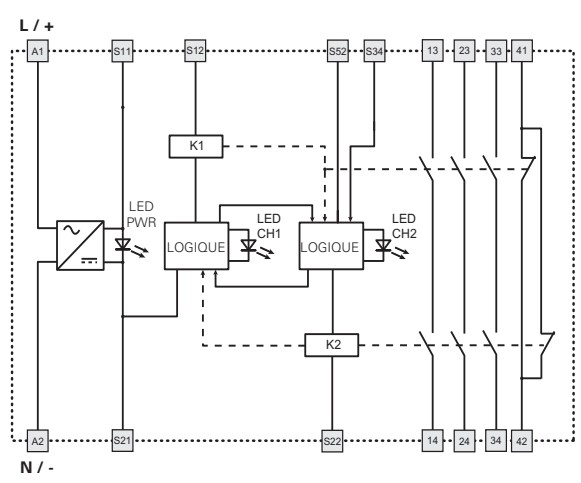 L / +
A1 S11 S12 S52 S34 13 23 33 41
K1
LED
PWR
LED
CH1
LED
CH2
LOGIQUE
LOGIQUE
K2
A2 S21 S22 14 24 34 42
N / -